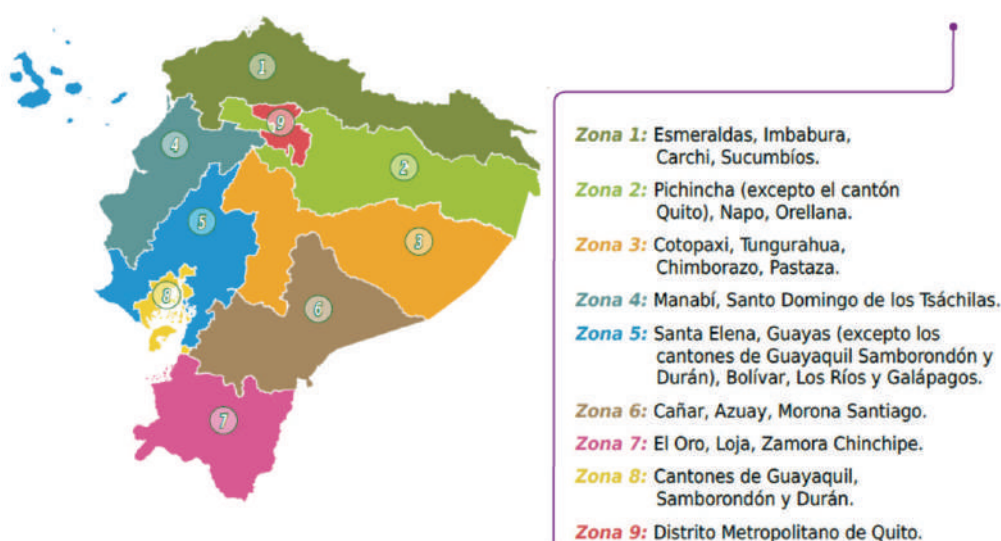 1
2
3
4
5
6
7
8
9
Zona 1: Esmeraldas, Imbabura,
Carchi, Sucumbíos.
Zona 2: Pichincha (excepto el cantón
Quito), Napo, Orellana.
Zona 3: Cotopaxi, Tungurahua,
Chimborazo, Pastaza.
Zona 4: Manabí, Santo Domingo de los Tsáchilas.
Zona 5: Santa Elena, Guayas (excepto los
cantones de Guayaquil Samborondón y
Durán), Bolívar, Los Ríos y Galápagos.
Zona 6: Cañar, Azuay, Morona Santiago.
Zona 7: El Oro, Loja, Zamora Chinchipe.
Zona 8: Cantones de Guayaquil,
Samborondón y Durán.
Zona 9: Distrito Metropolitano de Quito.